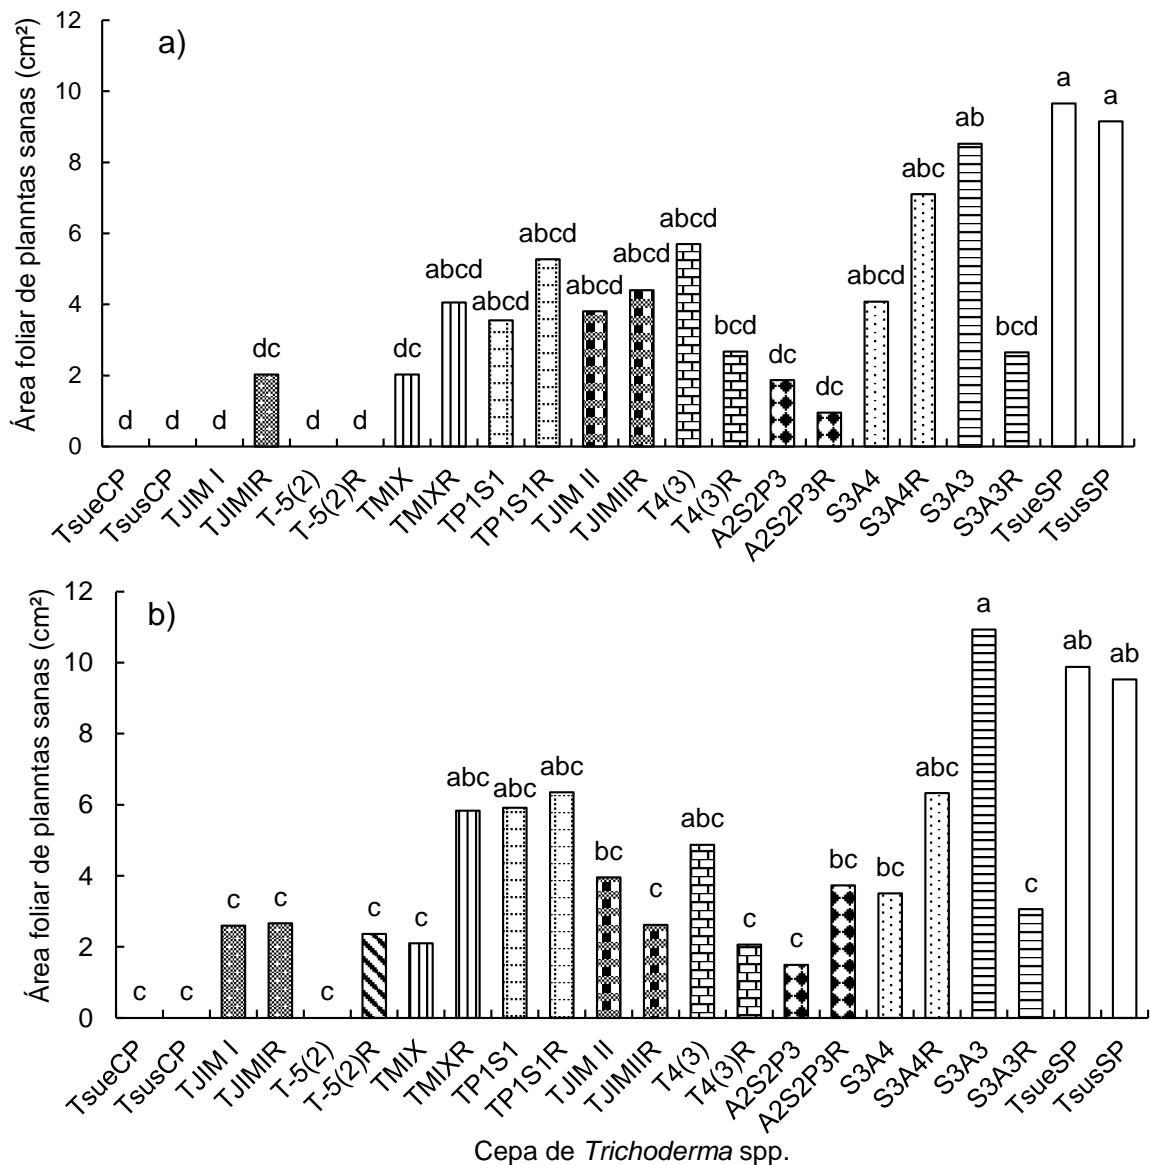 a)
Área foliar de planntas sanas (cm²)
12
10
8
6
4
2
0
d d d dc d d dc abcd abcd abcd abcd abcd abcd bcd dc dc abcd abc ab bcd a a
TsueCP TsusCP TJIM I TJIMIR T-5(2) T-5(2)R TMIX TMIXR TP1S1 TP1S1R TJIM II TJIMIIR T4(3) T4(3)R A2S2P3 A2S2P3R S3A4 S3A4R S3A3 S3A3R TsueSP TsusSP
b)
Área foliar de planntas sanas (cm²)
12
10
8
6
4
2
0
c c c c c c c abc abc abc bc c abc c c bc bc abc a c ab ab
TsueCP TsusCP TJIM I TJIMIR T-5(2) T-5(2)R TMIX TMIXR TP1S1 TP1S1R TJIM II TJIMIIR T4(3) T4(3)R A2S2P3 A2S2P3R S3A4 S3A4R S3A3 S3A3R TsueSP TsusSP
Cepa de Trichoderma spp.